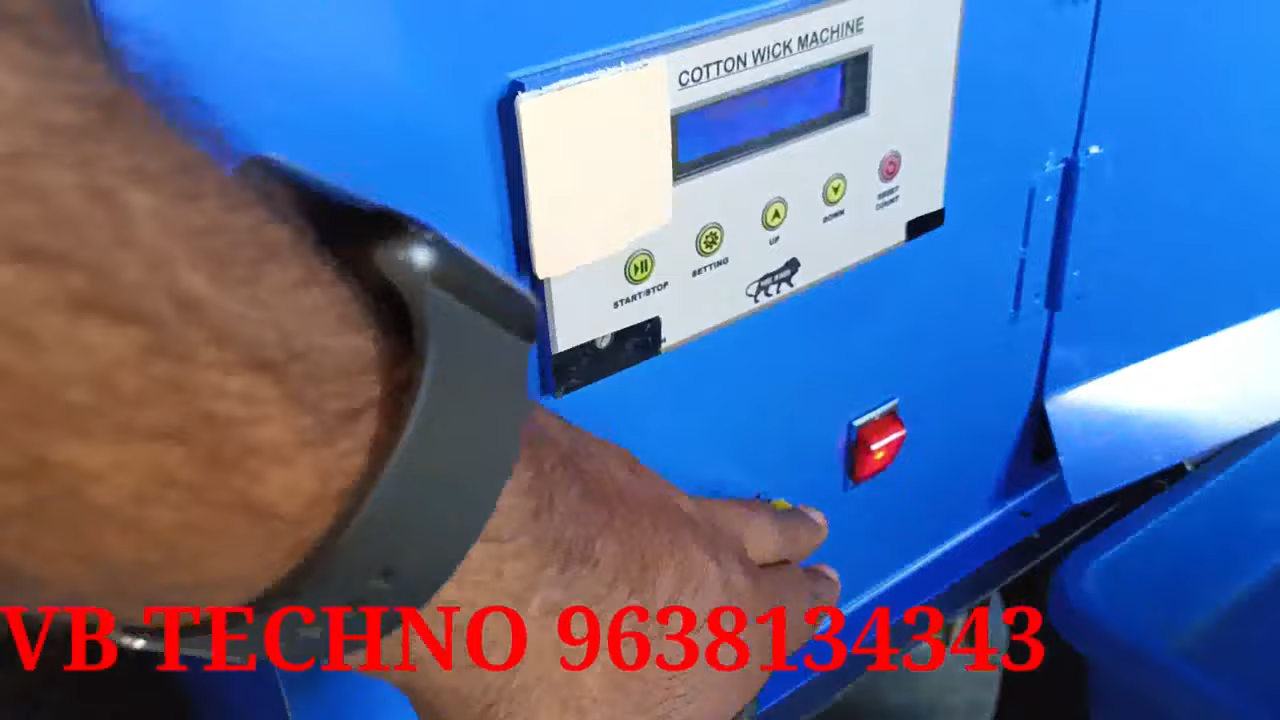 COTTON WICK MACHINE
START/STOP
SETTING
UP
DOWN
RESET
COUNT
VB TECHNO 9638134343